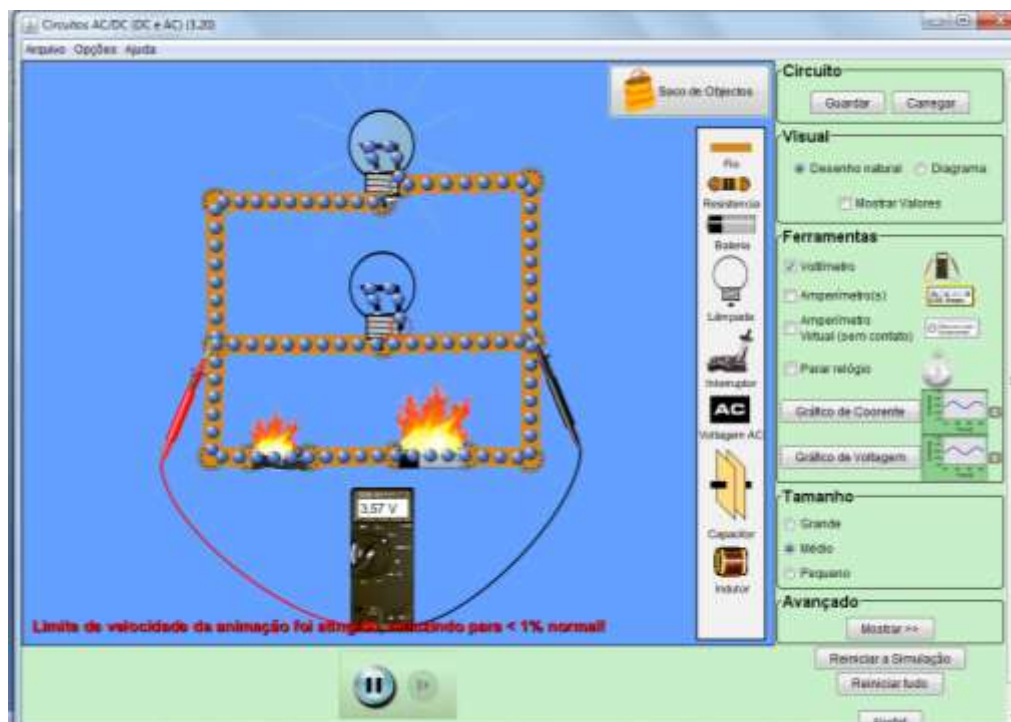 Circuitos AC/DC (DC e AC) (3.20)
Arquivo Opções Ajuda
Saco de Objectos
Fio
Resistencia
Bateria
Lâmpada
Interruptor
AC
Voltagem AC
Capacitor
Indutor
3,57 V
Limite de velocidade da animação foi para < 1% normal!
Circuito
Guardar Carregar
Visual
Desenho natural Diagrama
Mostrar Valores
Ferramentas
Voltímetro
Amperímetro(s)
Amperímetro
Virtual (sem contato)
Parar relógio
Gráfico de Coorente
Gráfico de Voltagem
Tamanho
Grande
Médio
Pequeno
Avançado
Mostrar >>
Reiniciar a Simulação
Reiniciar tudo